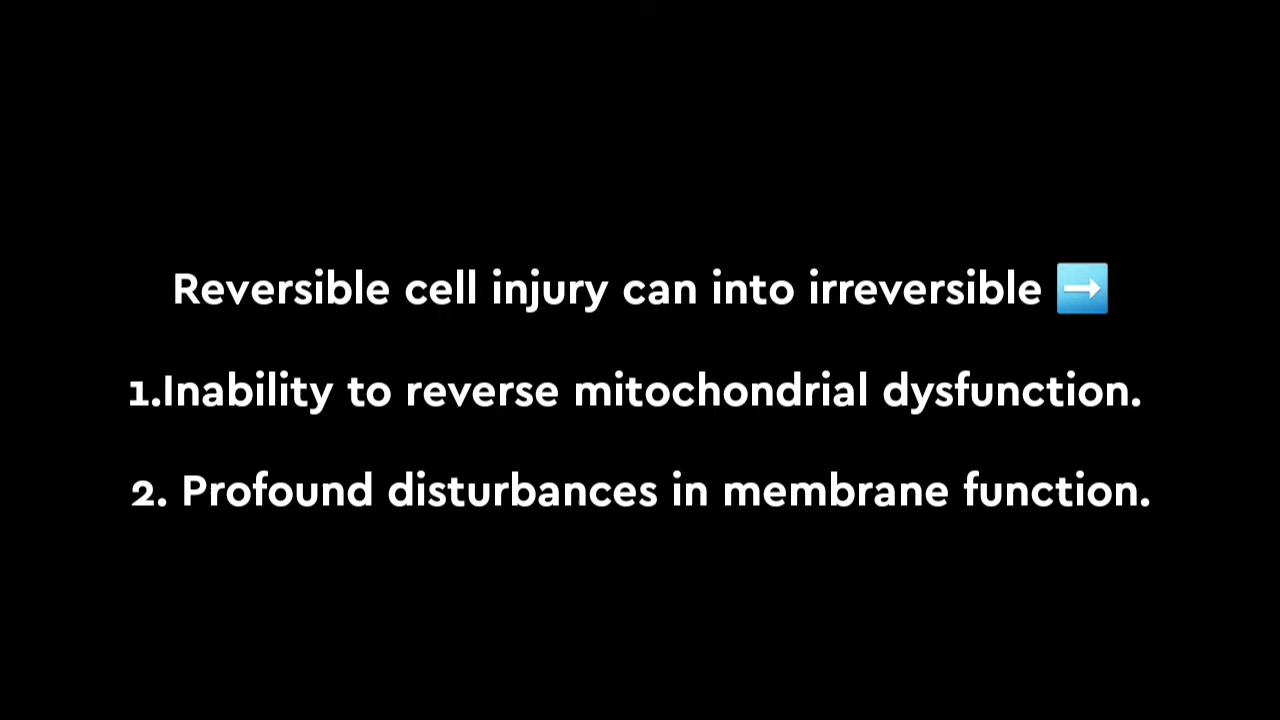 Reversible cell injury can into irreversible ➡️
1.Inability to reverse mitochondrial dysfunction.
2. Profound disturbances in membrane function.